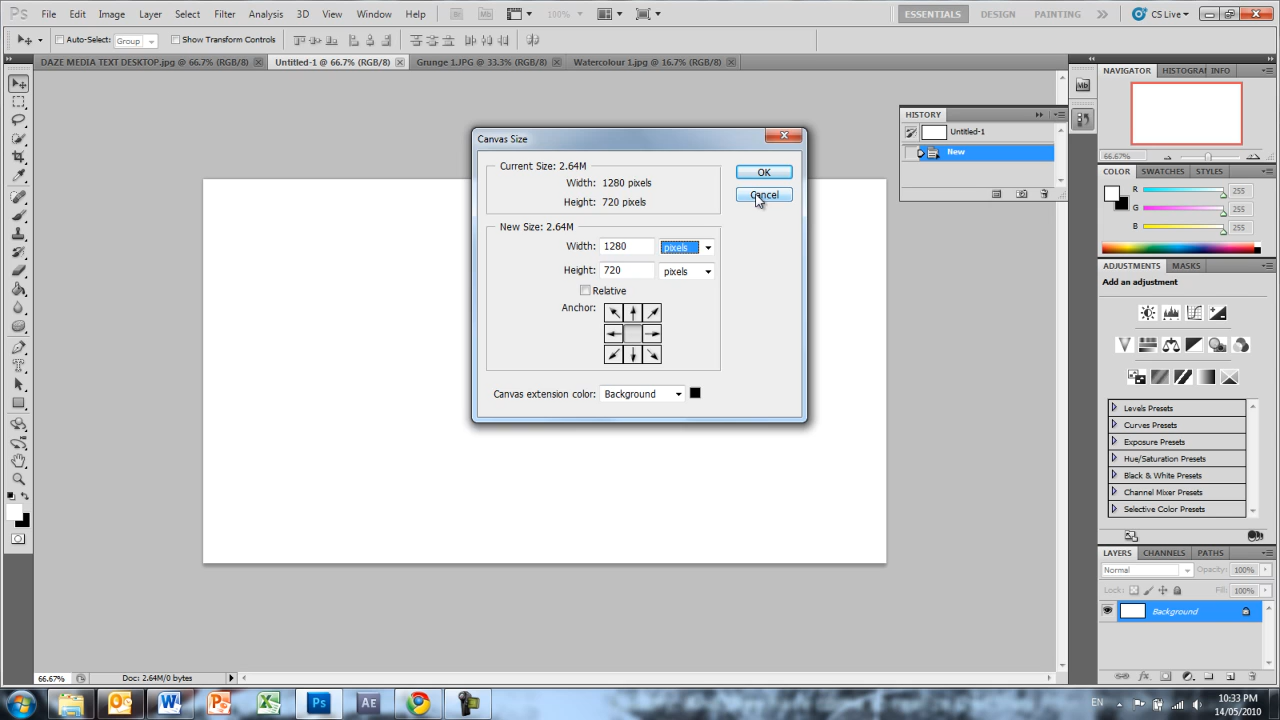 Ps File Edit Image Layer Select Filter Analysis 3D View Window Help Br Mb 100% ESSENTIALS DESIGN PAINTING CS Live
Auto-Select: Group Show Transform Controls
DAZE MEDIA TEXT DESKTOP.jpg @ 66.7% (RGB/8) Untitled-1 @ 66.7% (RGB/8) Grunge 1.JPG @ 33.3% (RGB/8) Watercolour 1.jpg @ 16.7% (RGB/8)
NAVIGATOR HISTOGRAM INFO
Mb
66.67%
HISTORY
Untitled-1
New
Canvas Size
Current Size: 2.64M
Width: 1280 pixels
Height: 720 pixels
OK
Cancel
New Size: 2.64M
Width: 1280 pixels
Height: 720 pixels
Relative
Anchor:
Canvas extension color: Background
COLOR SWATCHES STYLES
R 255
G 255
B 255
ADJUSTMENTS MASKS
Add an adjustment
Levels Presets
Curves Presets
Exposure Presets
Hue/Saturation Presets
Black & White Presets
Channel Mixer Presets
Selective Color Presets
LAYERS CHANNELS PATHS
Normal Opacity: 100%
Lock: Fill: 100%
Background
66.67% Doc: 2.64M/0 bytes
Ps Ae
EN 10:33 PM
14/05/2010